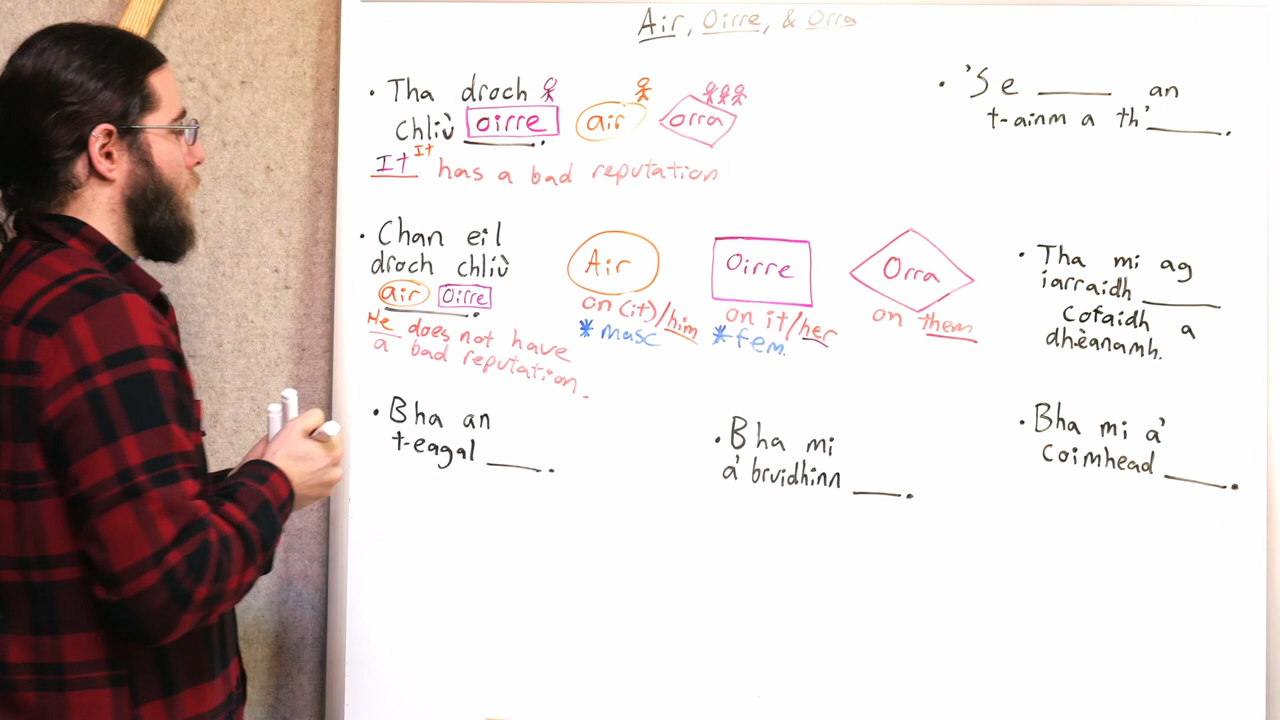 Air, Oirre, & Orra
• Tha droch
chliù oirre. air orra
It It has a bad reputation
• 'S e ____ an
t-ainm a th'____.
• Chan eil
droch chliù
air Oirre.
He does not have
a bad reputation.
Air
on (it)/him
* masc
Oirre
on it/her
* fem.
Orra
on them
• Tha mi ag
iarraidh ____
cofaidh a
dhèanamh.
• Bha an
t-eagal ____.
• Bha mi
a' bruidhinn ____.
• Bha mi a'
coimhead ____.